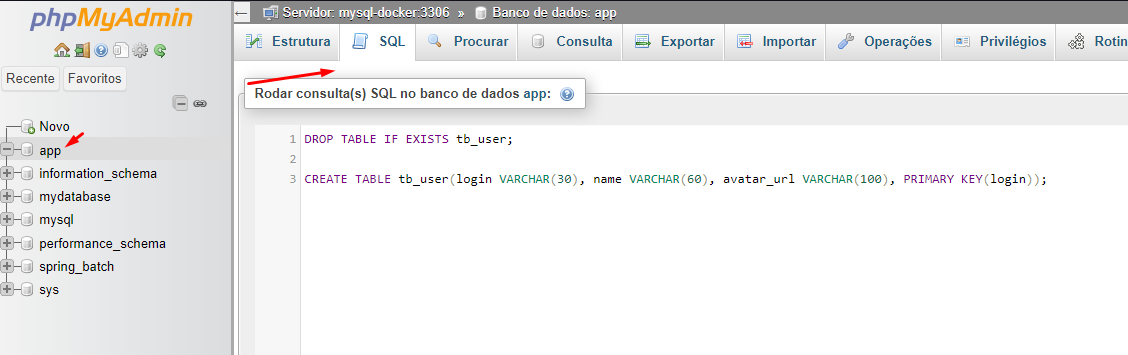 phpMyAdmin
Recente Favoritos
Novo
app
information_schema
mydatabase
mysql
performance_schema
spring_batch
sys
Servidor: mysql-docker:3306 » Banco de dados: app
Estrutura SQL Procurar Consulta Exportar Importar Operações Privilégios Rotin
Rodar consulta(s) SQL no banco de dados app:
1 DROP TABLE IF EXISTS tb_user;
2
3 CREATE TABLE tb_user(login VARCHAR(30), name VARCHAR(60), avatar_url VARCHAR(100), PRIMARY KEY(login));